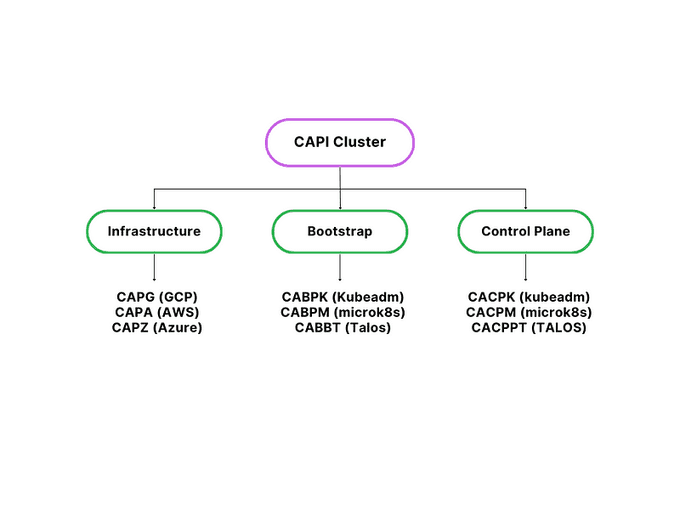 CAPI Cluster
Infrastructure
Bootstrap
Control Plane
CAPG (GCP)
CAPA (AWS)
CAPZ (Azure)
CABPK (Kubeadm)
CABPM (microk8s)
CABBT (Talos)
CACPK (kubeadm)
CACPM (microk8s)
CACPPT (TALOS)